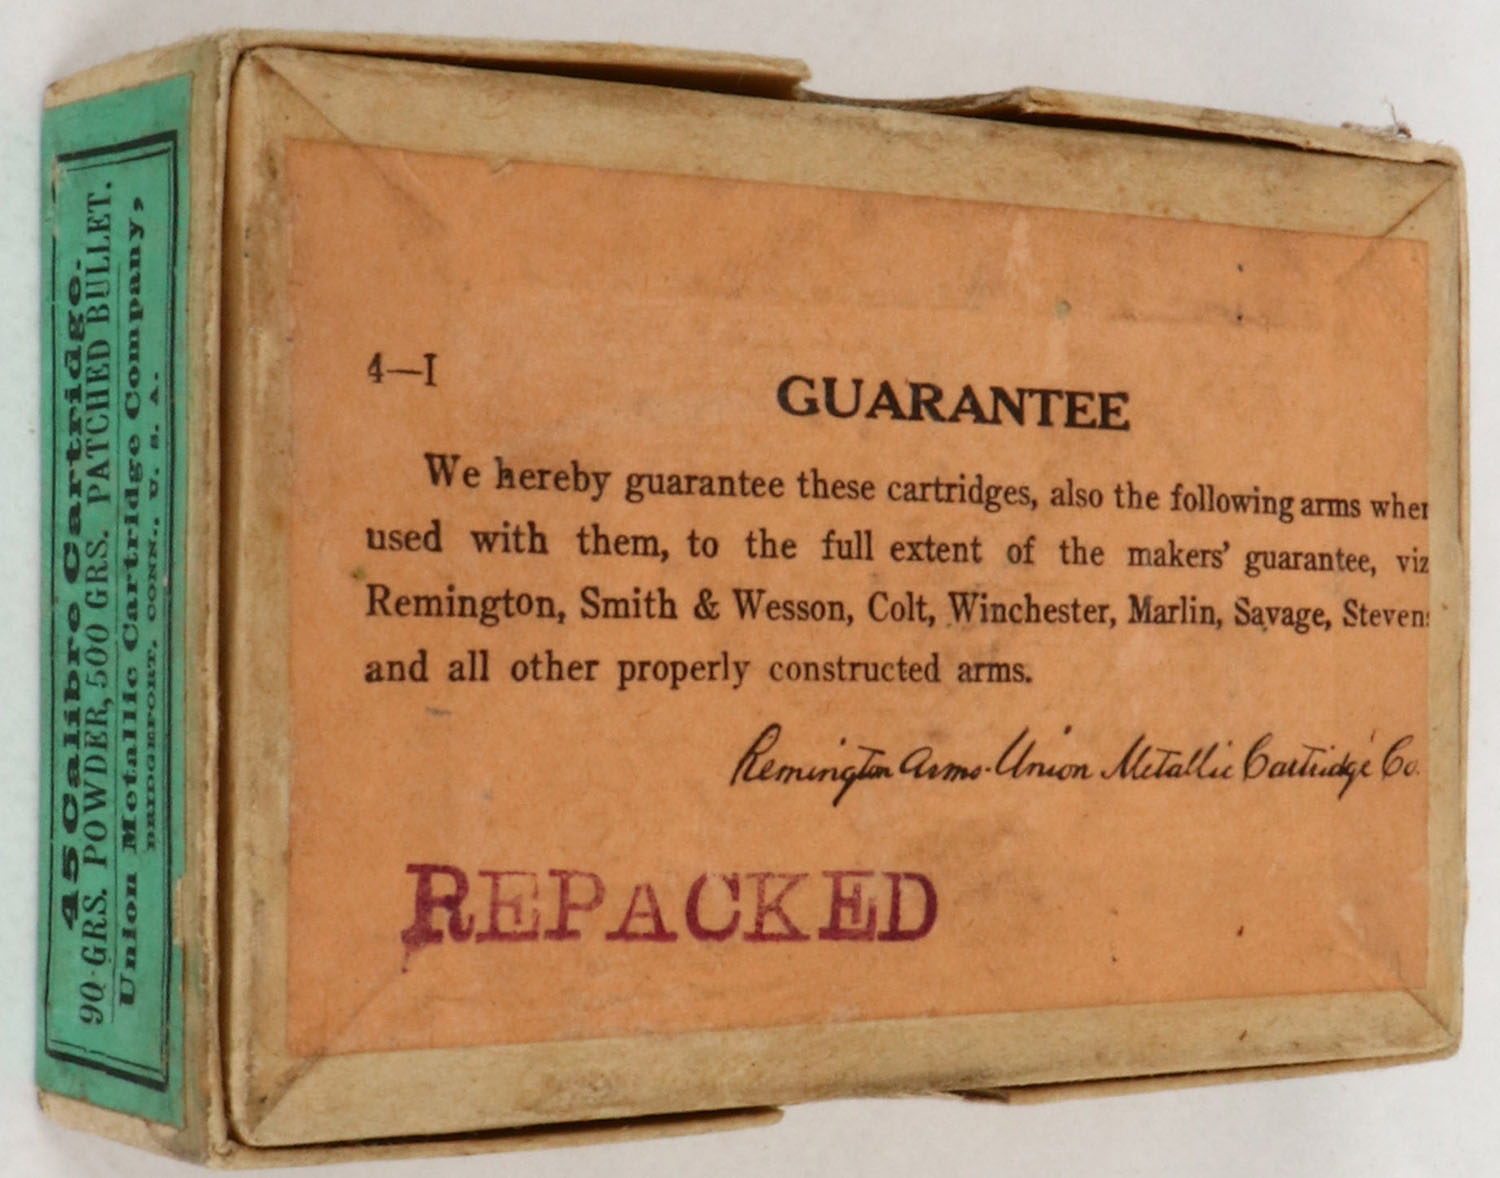 45 Calibre Cartridge.
90 GRS. POWDER, 500 GRS. PATCHED BULLET.
Union Metallic Cartridge Company,
BRIDGEPORT, CONN., U. S. A.
4—I
GUARANTEE
We hereby guarantee these cartridges, also the following arms when
used with them, to the full extent of the makers' guarantee, viz
Remington, Smith & Wesson, Colt, Winchester, Marlin, Savage, Stevens
and all other properly constructed arms.
Remington Arms-Union Metallic Cartridge Co.
REPACKED